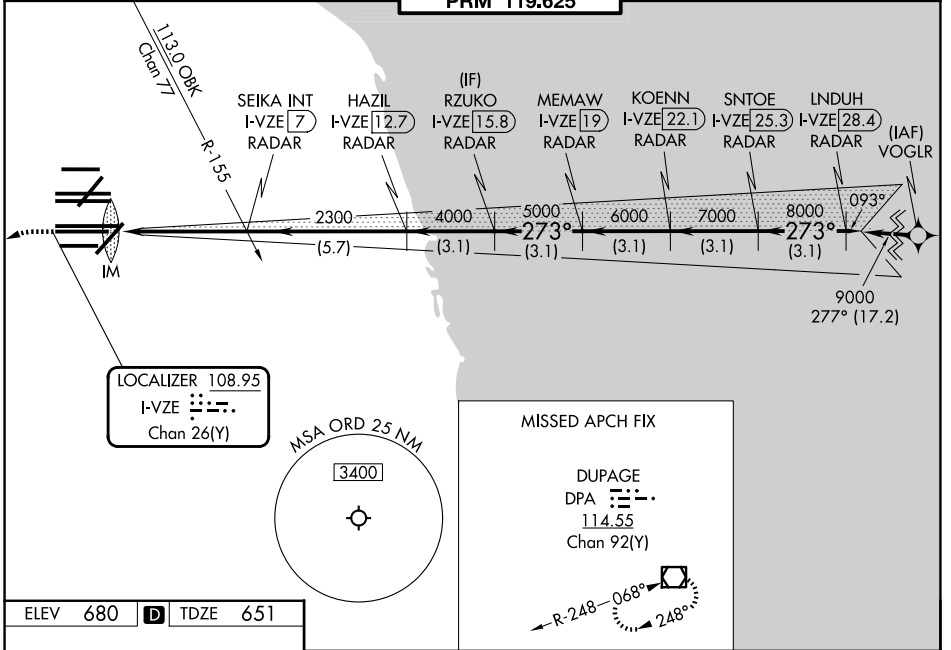 PRM 119.625
113.0 OBK
Chan 77
R-155
SEIKA INT
I-VZE 7
RADAR
HAZIL
I-VZE 12.7
RADAR
(IF)
RZUKO
I-VZE 15.8
RADAR
MEMAW
I-VZE 19
RADAR
KOENN
I-VZE 22.1
RADAR
SNTOE
I-VZE 25.3
RADAR
LNDUH
I-VZE 28.4
RADAR
(IAF)
VOGLR
2300
4000
5000
6000
7000
8000
093°
273°
273°
(5.7)
(3.1)
(3.1)
(3.1)
(3.1)
(3.1)
9000
277° (17.2)
IM
LOCALIZER 108.95
I-VZE
Chan 26(Y)
MSA ORD 25 NM
3400
MISSED APCH FIX
DUPAGE
DPA
114.55
Chan 92(Y)
R-248
068°
248°
ELEV 680 D TDZE 651